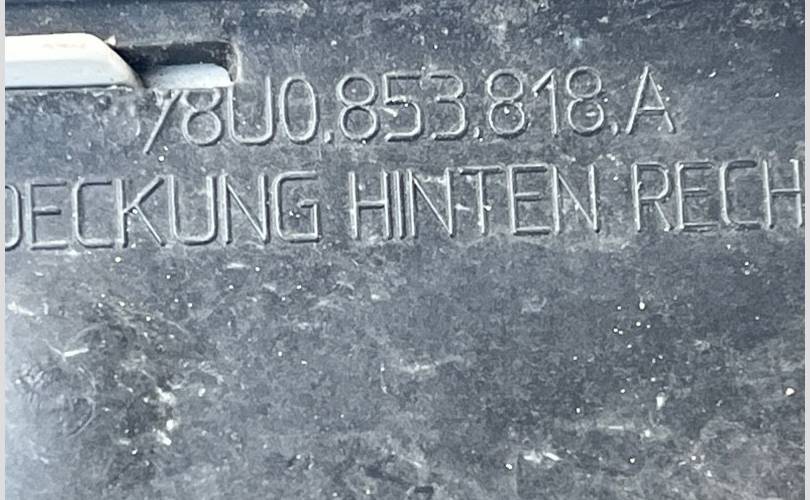 /8U0.853.818.A
DECKUNG HINTEN RECH